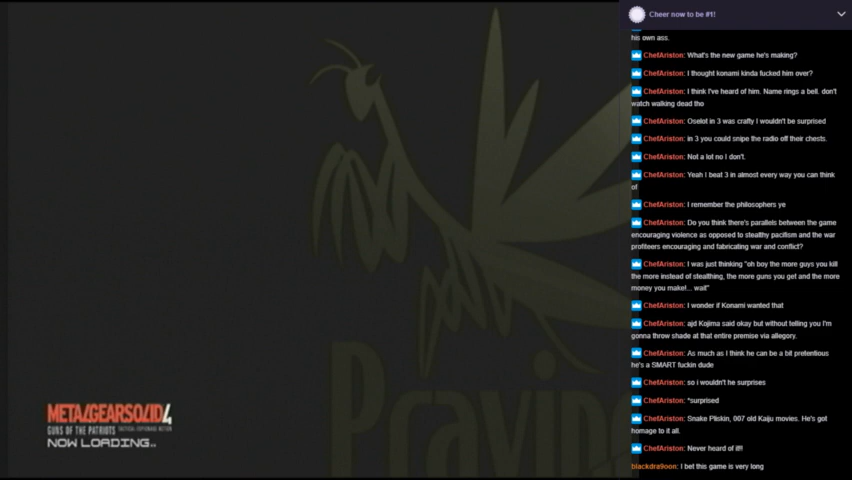 Cheer now to be #1!
his own ass.
ChefAriston: What's the new game he's making?
ChefAriston: I thought konami kinda fucked him over?
ChefAriston: I think I've heard of him. Name rings a bell. don't
watch walking dead tho
ChefAriston: Oselot in 3 was crafty I wouldn't be surprised
ChefAriston: in 3 you could snipe the radio off their chests.
ChefAriston: Not a lot no I don't.
ChefAriston: Yeah I beat 3 in almost every way you can think
of
ChefAriston: I remember the philosophers ye
ChefAriston: Do you think there's parallels between the game
encouraging violence as opposed to stealthy pacifism and the war
profiteers encouraging and fabricating war and conflict?
ChefAriston: I was just thinking "oh boy the more guys you kill
the more instead of stealthing, the more guns you get and the more
money you make!... wait"
ChefAriston: I wonder if Konami wanted that
ChefAriston: ajd Kojima said okay but without telling you I'm
gonna throw shade at that entire premise via allegory.
ChefAriston: As much as I think he can be a bit pretentious
he's a SMART fuckin dude
ChefAriston: so i wouldn't he surprises
ChefAriston: *surprised
ChefAriston: Snake Pliskin, 007 old Kaiju movies. He's got
homage to it all.
ChefAriston: Never heard of it!!
blackdra9oon: I bet this game is very long
Praying
METAL GEAR SOLID 4
GUNS OF THE PATRIOTS TACTICAL ESPIONAGE ACTION
NOW LOADING..